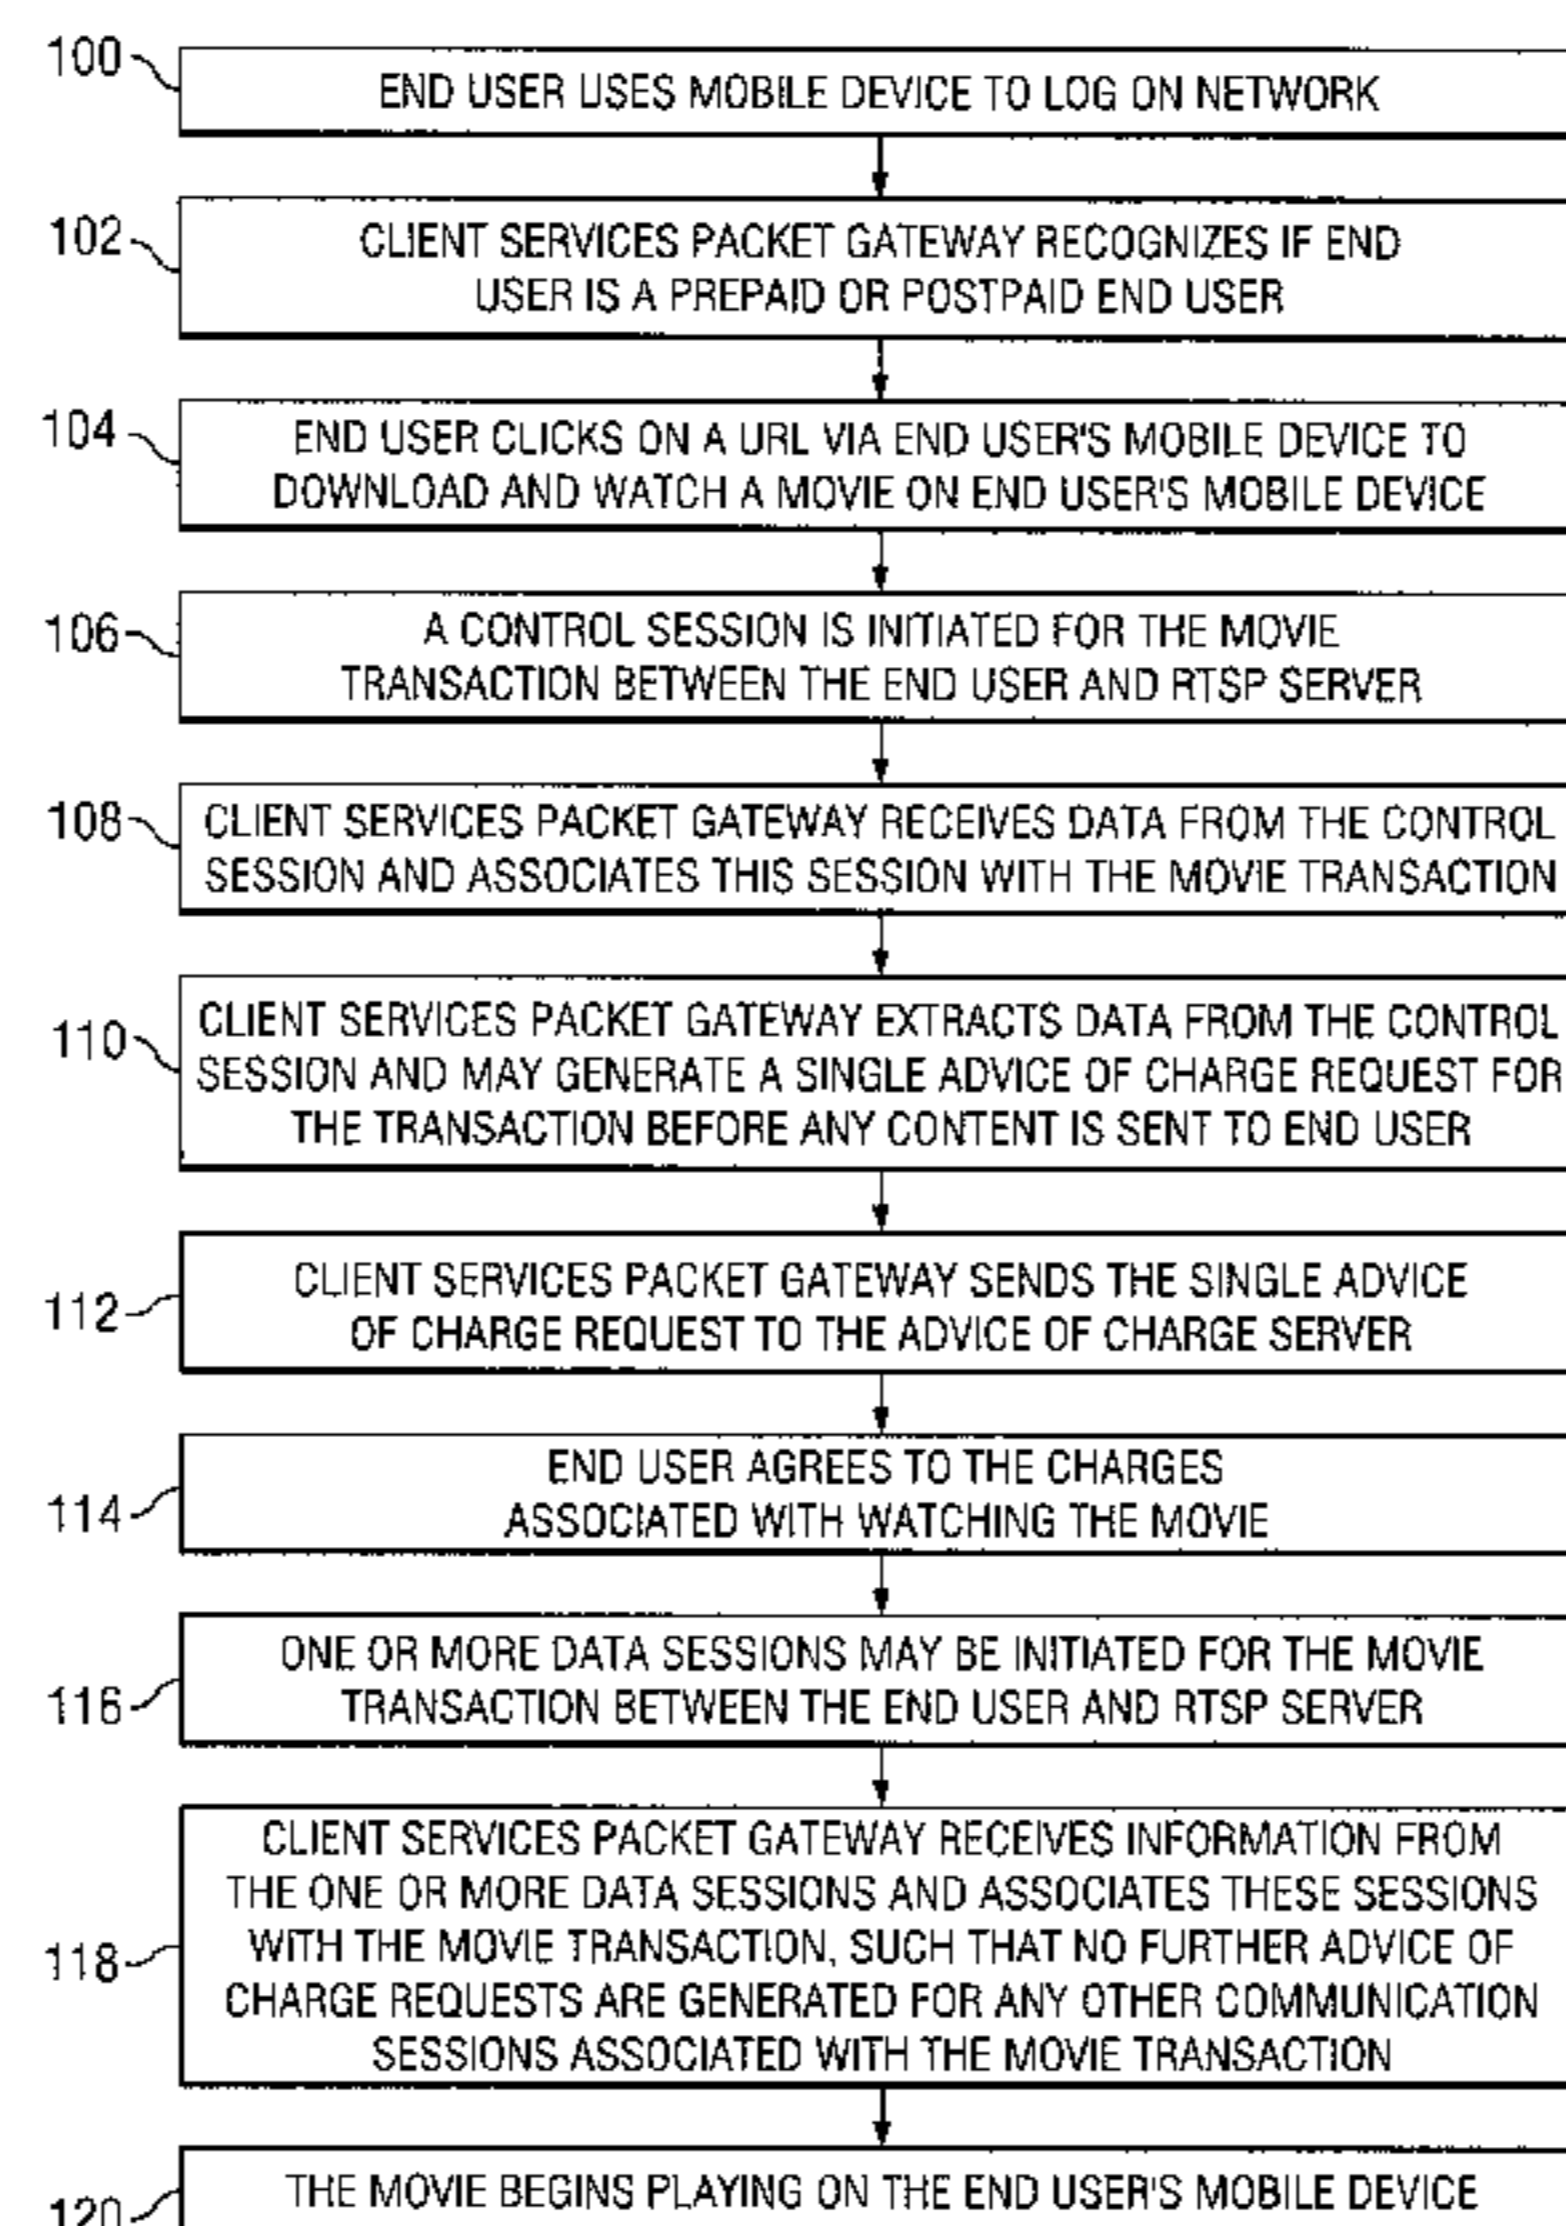 100
END USER USES MOBILE DEVICE TO LOG ON NETWORK
102
CLIENT SERVICES PACKET GATEWAY RECOGNIZES IF END
USER IS A PREPAID OR POSTPAID END USER
104
END USER CLICKS ON A URL VIA END USER'S MOBILE DEVICE TO
DOWNLOAD AND WATCH A MOVIE ON END USER'S MOBILE DEVICE
106
A CONTROL SESSION IS INITIATED FOR THE MOVIE
TRANSACTION BETWEEN THE END USER AND RTSP SERVER
108
CLIENT SERVICES PACKET GATEWAY RECEIVES DATA FROM THE CONTROL
SESSION AND ASSOCIATES THIS SESSION WITH THE MOVIE TRANSACTION
110
CLIENT SERVICES PACKET GATEWAY EXTRACTS DATA FROM THE CONTROL
SESSION AND MAY GENERATE A SINGLE ADVICE OF CHARGE REQUEST FOR
THE TRANSACTION BEFORE ANY CONTENT IS SENT TO END USER
112
CLIENT SERVICES PACKET GATEWAY SENDS THE SINGLE ADVICE
OF CHARGE REQUEST TO THE ADVICE OF CHARGE SERVER
114
END USER AGREES TO THE CHARGES
ASSOCIATED WITH WATCHING THE MOVIE
116
ONE OR MORE DATA SESSIONS MAY BE INITIATED FOR THE MOVIE
TRANSACTION BETWEEN THE END USER AND RTSP SERVER
118
CLIENT SERVICES PACKET GATEWAY RECEIVES INFORMATION FROM
THE ONE OR MORE DATA SESSIONS AND ASSOCIATES THESE SESSIONS
WITH THE MOVIE TRANSACTION, SUCH THAT NO FURTHER ADVICE OF
CHARGE REQUESTS ARE GENERATED FOR ANY OTHER COMMUNICATION
SESSIONS ASSOCIATED WITH THE MOVIE TRANSACTION
120
THE MOVIE BEGINS PLAYING ON THE END USER'S MOBILE DEVICE